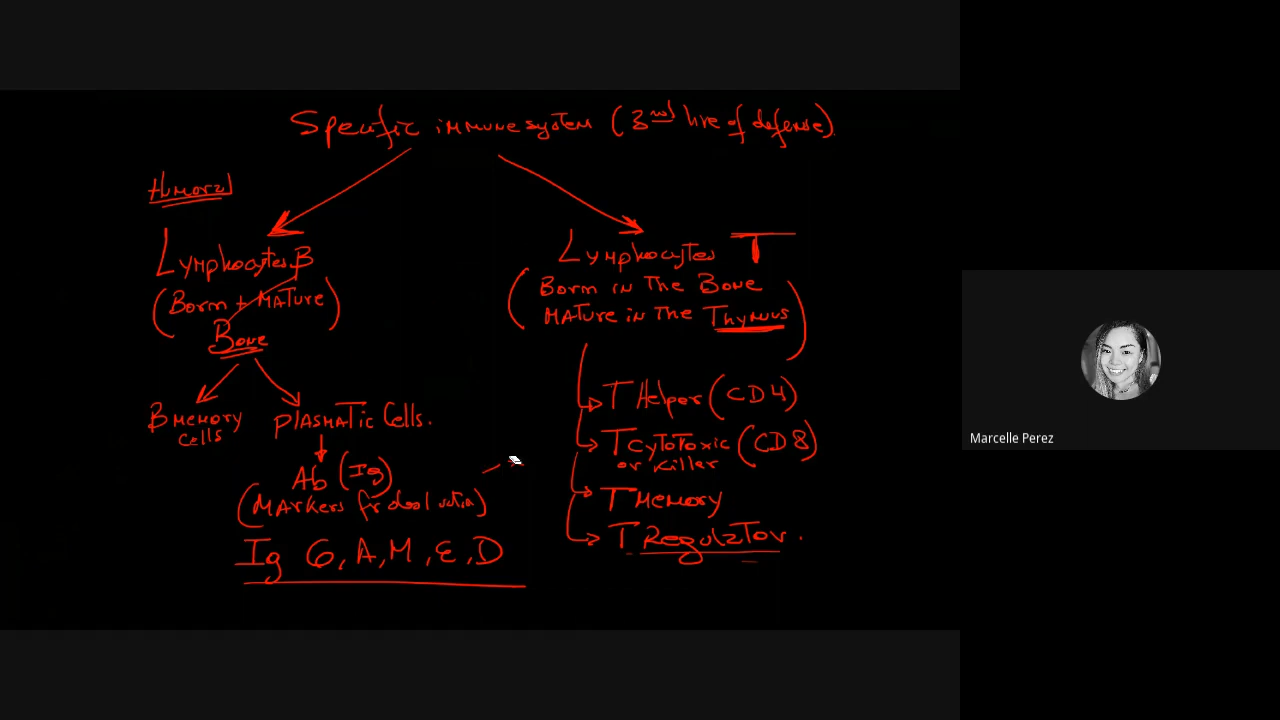 Specific immune system (3rd line of defense)
Humoral
Lymphocytes B
(Born + Mature)
Bone
B memory
cells
Plasmatic cells.
Ab (Ig)
(Markers for destruction)
Ig G, A, M, E, D
Lymphocytes T
(Born in the Bone
Mature in the Thymus)
T Helper (CD4)
T Cytotoxic (CD8)
or killer
T Memory
T Regulator.
Marcelle Perez